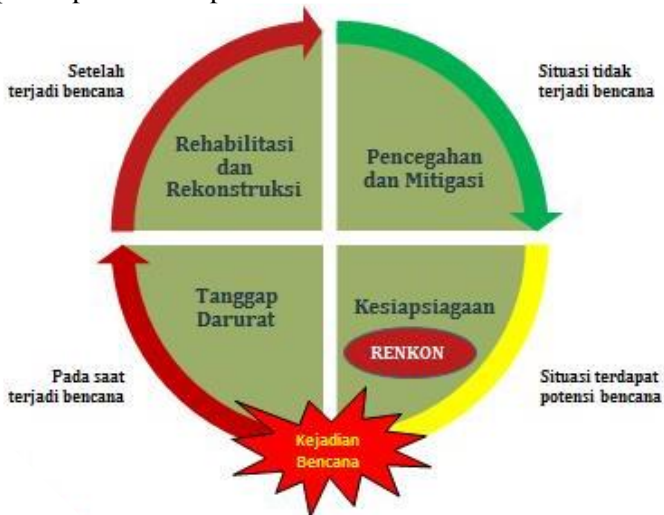 Setelah
terjadi bencana
Situasi tidak
terjadi bencana
Rehabilitasi
dan
Rekonstruksi
Pencegahan
dan Mitigasi
Tanggap
Darurat
Kesiapsiagaan
RENKON
Pada saat
terjadi bencana
Situasi terdapat
potensi bencana
Kejadian
Bencana